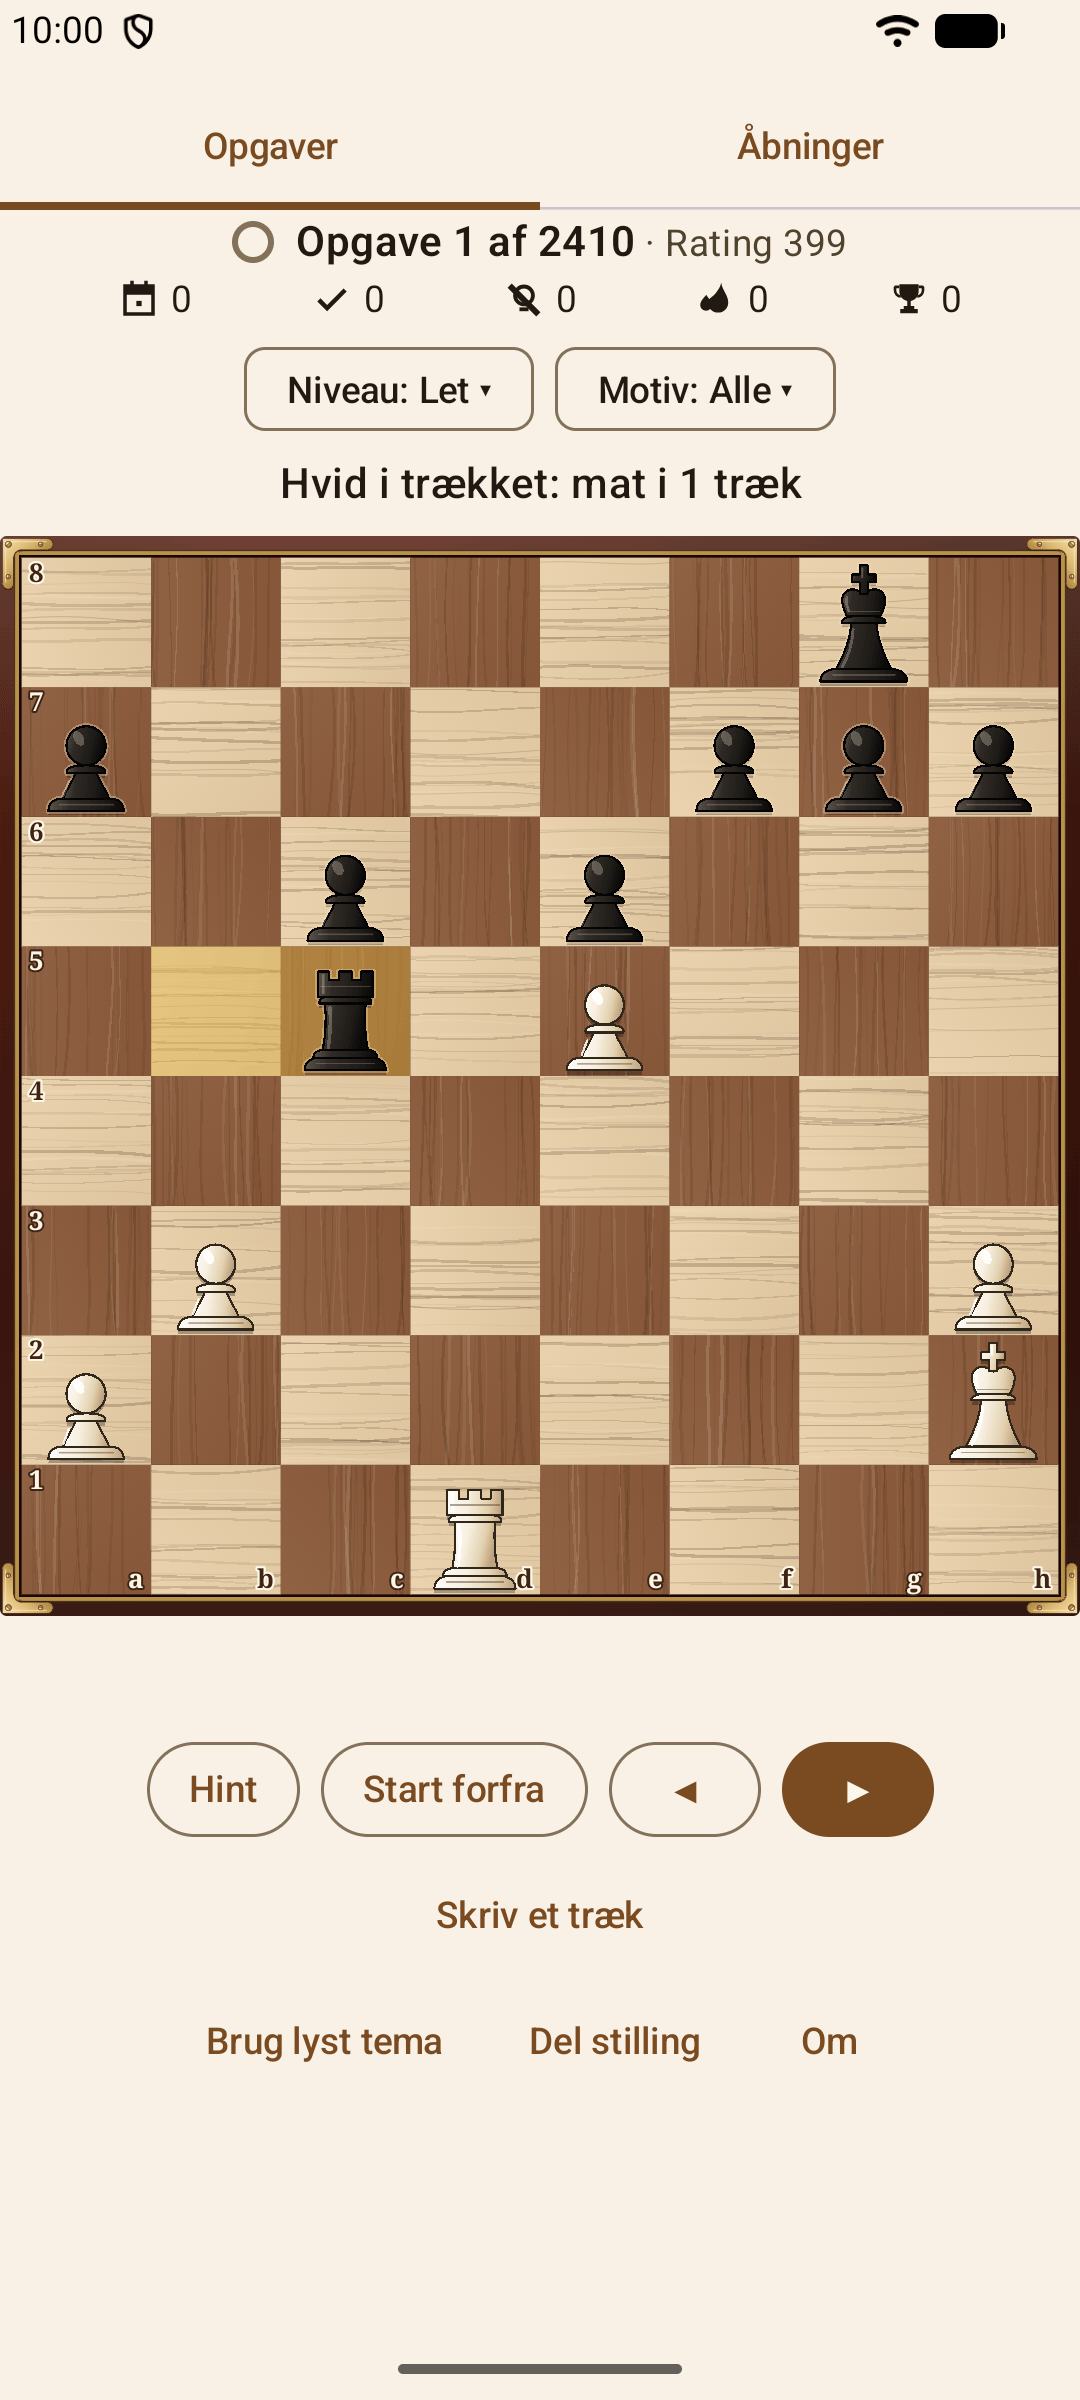 10:00
Opgaver Åbninger
Opgave 1 af 2410 · Rating 399
0 0 0 0 0
Niveau: Let ▾ Motiv: Alle ▾
Hvid i trækket: mat i 1 træk
8
7
6
5
4
3
2
1
a b c d e f g h
Hint Start forfra ◄ ►
Skriv et træk
Brug lyst tema Del stilling Om